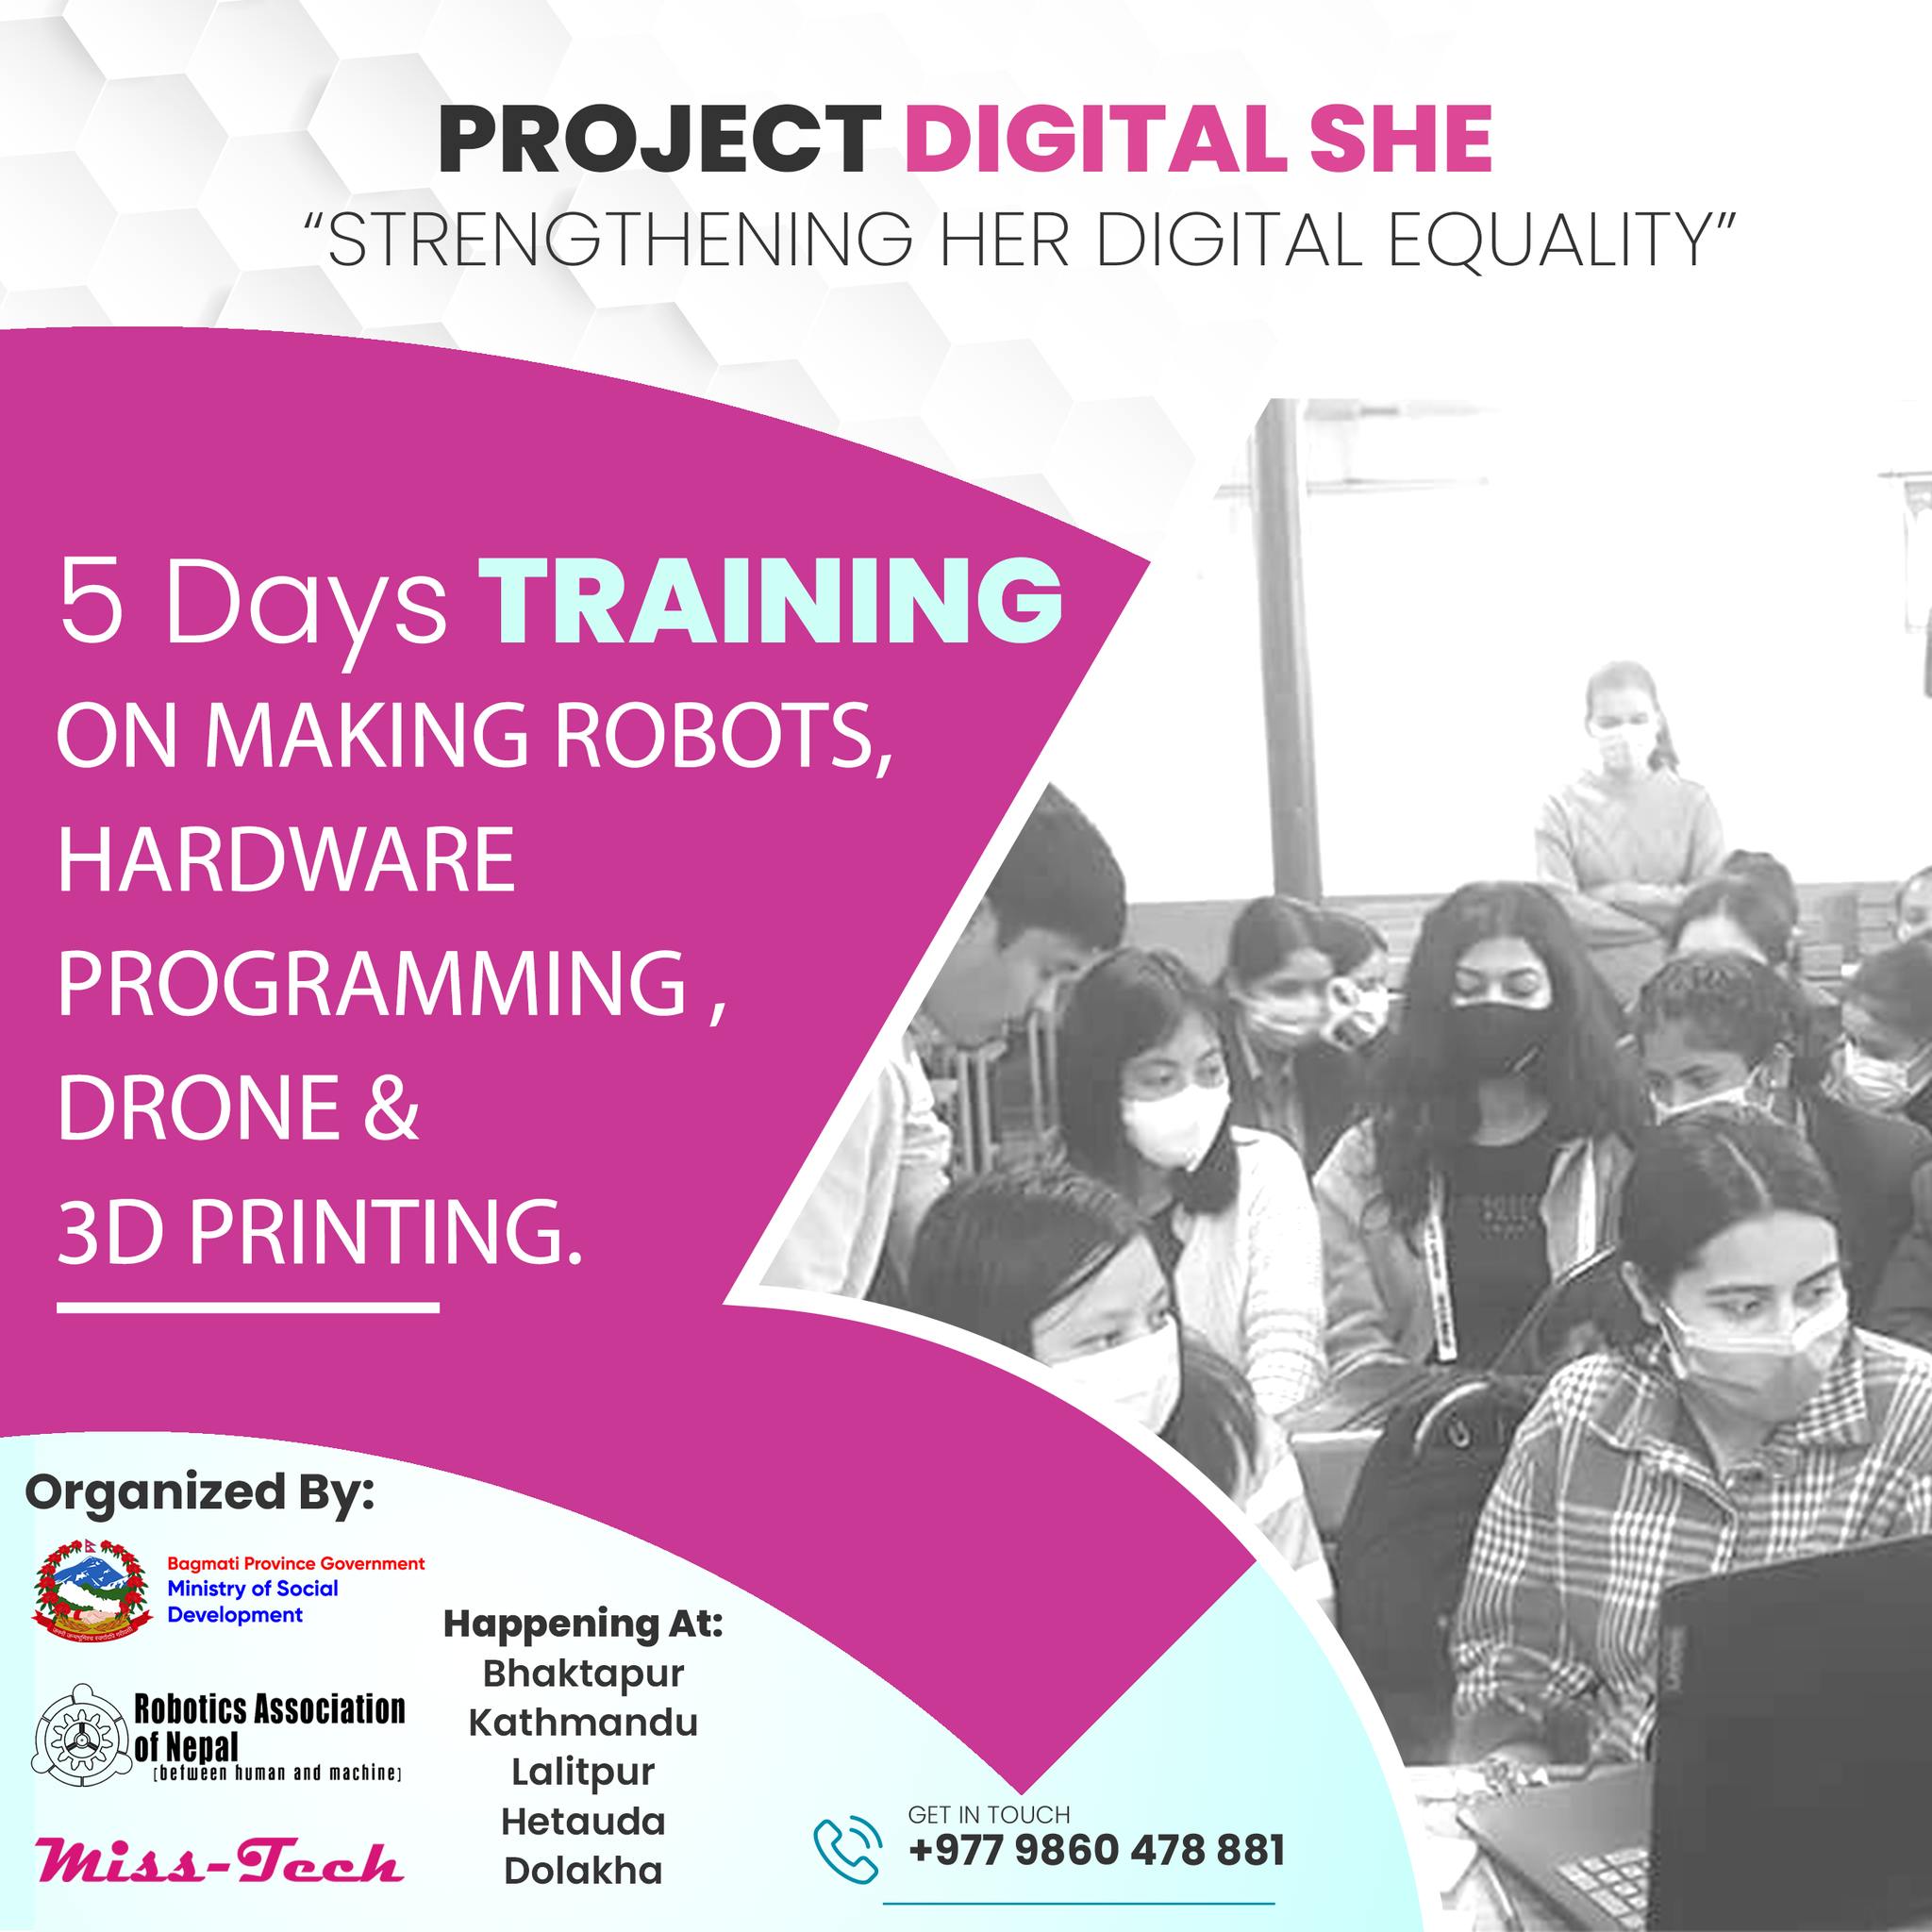 PROJECT DIGITAL SHE
“STRENGTHENING HER DIGITAL EQUALITY”
5 Days TRAINING
ON MAKING ROBOTS,
HARDWARE
PROGRAMMING ,
DRONE &
3D PRINTING.
Organized By:
Bagmati Province Government
Ministry of Social
Development
Robotics Association
of Nepal
[between human and machine]
Miss-Tech
Happening At:
Bhaktapur
Kathmandu
Lalitpur
Hetauda
Dolakha
GET IN TOUCH
+977 9860 478 881